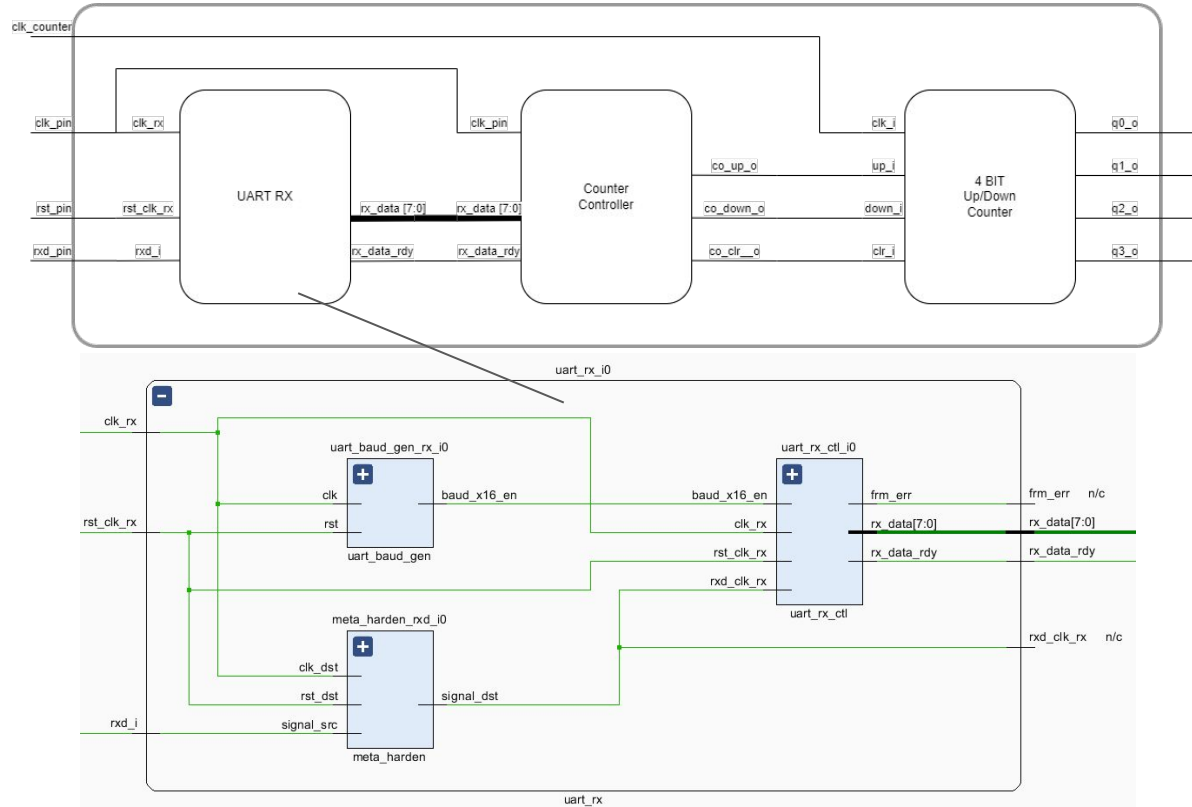 clk_counter
clk_pin
clk_rx
clk_pin
clk_i
q0_o
co_up_o
up_i
q1_o
UART RX
Counter
Controller
4 BIT
Up/Down
Counter
rst_pin
rst_clk_rx
rx_data [7:0]
rx_data [7:0]
co_down_o
down_i
q2_o
rxd_pin
rxd_i
rx_data_rdy
rx_data_rdy
co_clr__o
clr_i
q3_o
uart_rx_i0
clk_rx
uart_baud_gen_rx_i0
uart_rx_ctl_i0
clk
baud_x16_en
baud_x16_en
frm_err
frm_err n/c
rst_clk_rx
rst
clk_rx
rx_data[7:0]
rx_data[7:0]
uart_baud_gen
rst_clk_rx
rx_data_rdy
rx_data_rdy
rxd_clk_rx
uart_rx_ctl
meta_harden_rxd_i0
rxd_clk_rx n/c
clk_dst
rst_dst
signal_dst
rxd_i
signal_src
meta_harden
uart_rx